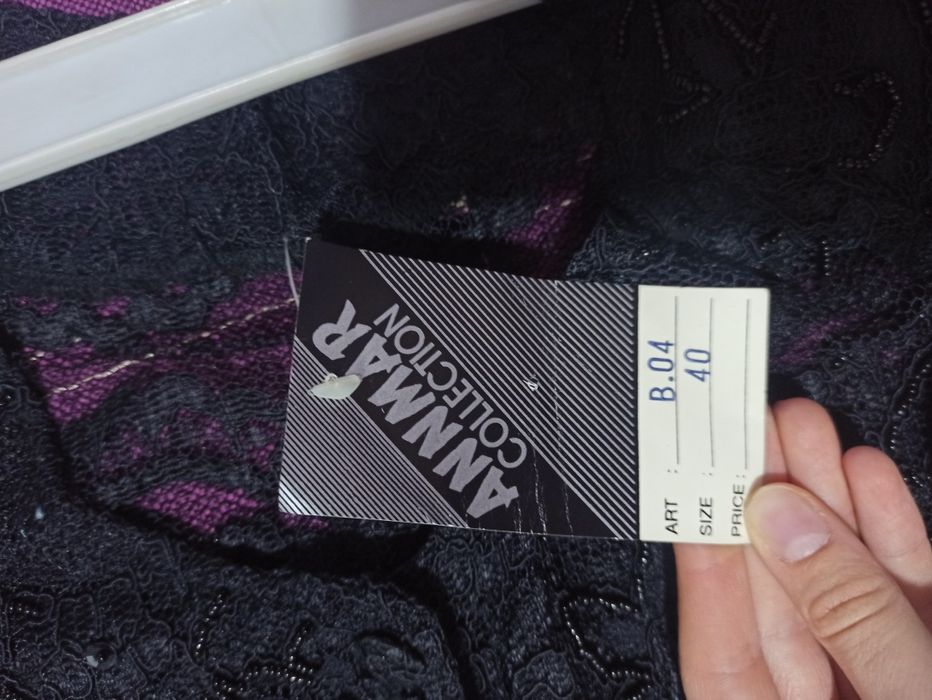 ANNMAR
COLLECTION
ART : B.04
SIZE : 40
PRICE :